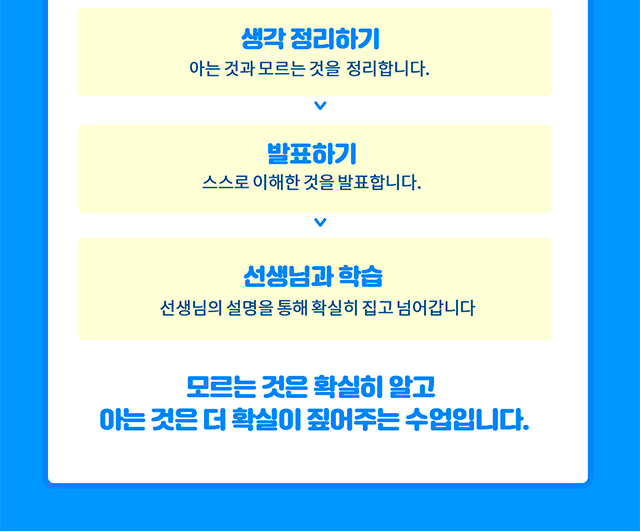 생각 정리하기
아는 것과 모르는 것을 정리합니다.
발표하기
스스로 이해한 것을 발표합니다.
선생님과 학습
선생님의 설명을 통해 확실히 집고 넘어갑니다
모르는 것은 확실히 알고
아는 것은 더 확실이 짚어주는 수업입니다.